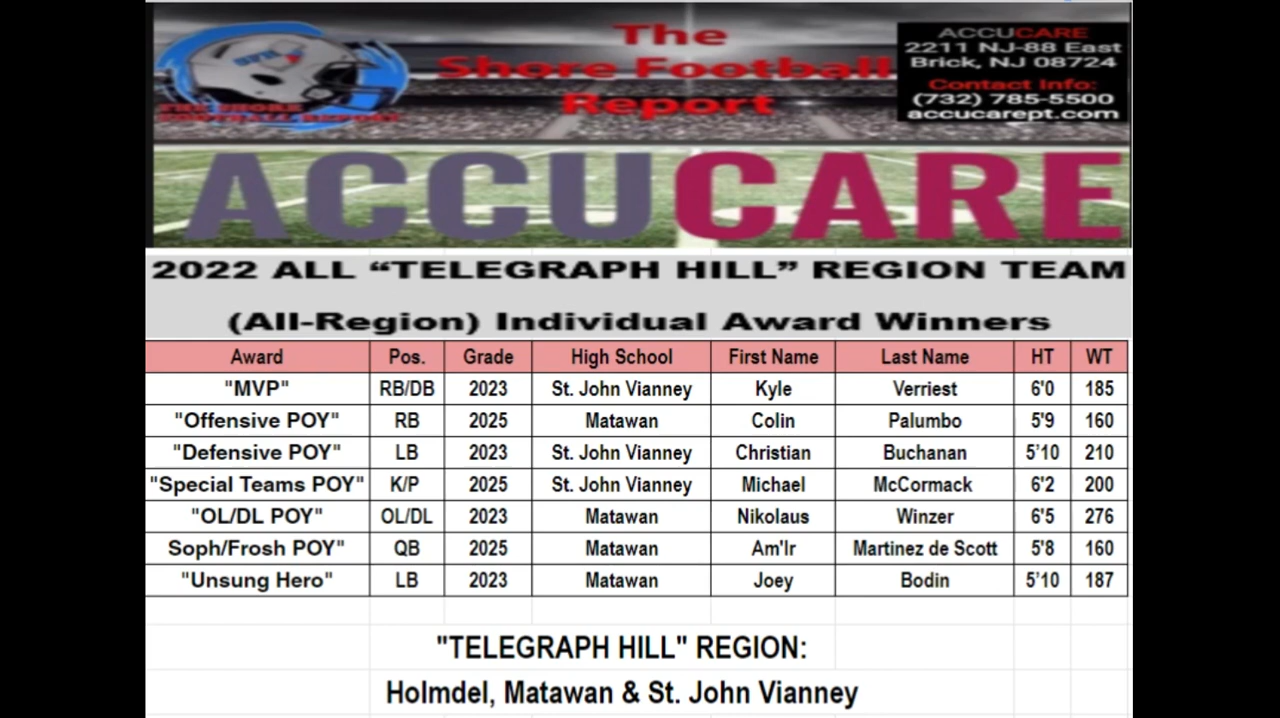 The
Shore Football
Report
THE SHORE
FOOTBALL REPORT
ACCUCARE
2211 NJ-88 East
Brick, NJ 08724
Contact Info:
(732) 785-5500
accucarept.com
ACCUCARE
2022 ALL “TELEGRAPH HILL” REGION TEAM
(All-Region) Individual Award Winners
Award Pos. Grade High School First Name Last Name HT WT
"MVP" RB/DB 2023 St. John Vianney Kyle Verriest 6'0 185
"Offensive POY" RB 2025 Matawan Colin Palumbo 5'9 160
"Defensive POY" LB 2023 St. John Vianney Christian Buchanan 5’10 210
"Special Teams POY" K/P 2025 St. John Vianney Michael McCormack 6'2 200
"OL/DL POY" OL/DL 2023 Matawan Nikolaus Winzer 6'5 276
Soph/Frosh POY" QB 2025 Matawan Am'Ir Martinez de Scott 5'8 160
"Unsung Hero" LB 2023 Matawan Joey Bodin 5’10 187
"TELEGRAPH HILL" REGION:
Holmdel, Matawan & St. John Vianney